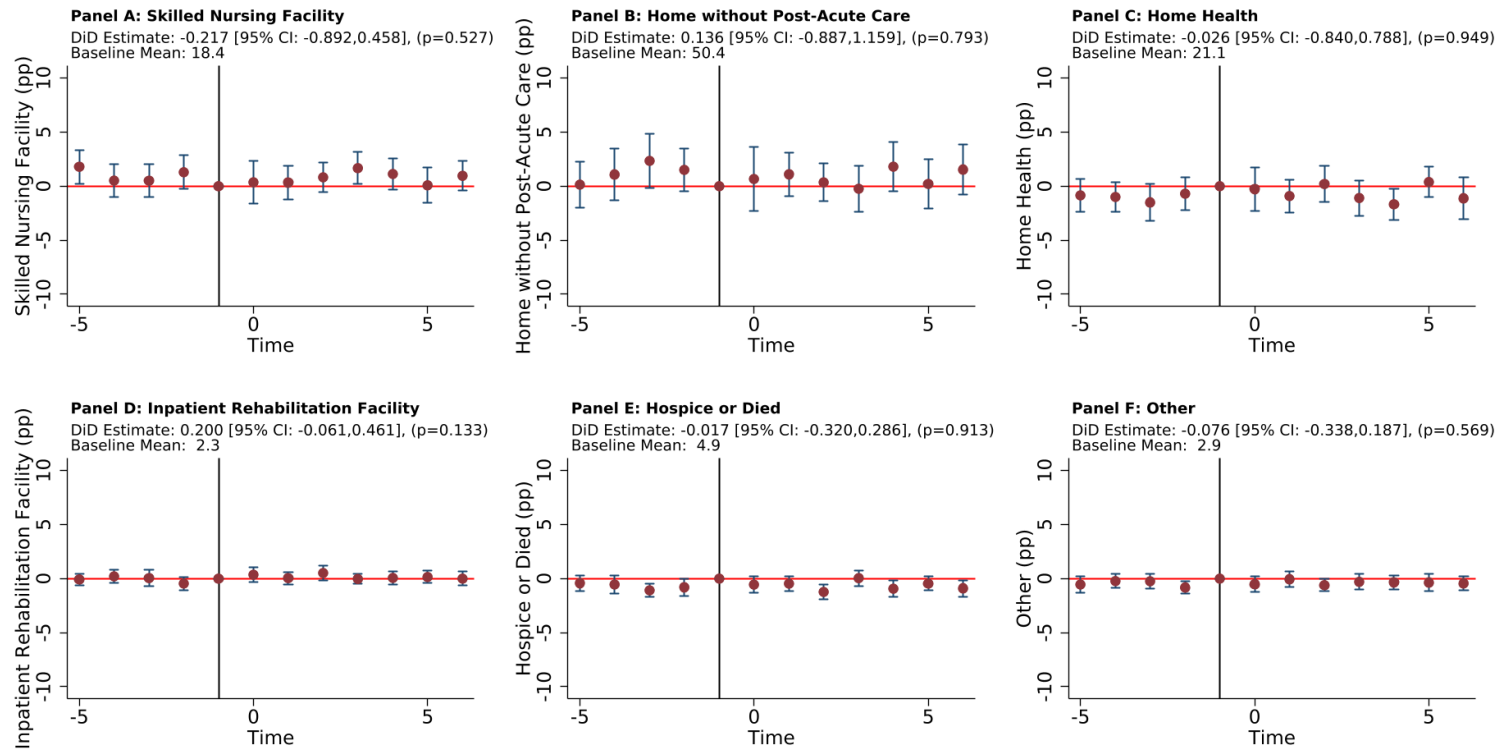 Panel A: Skilled Nursing Facility
DiD Estimate: -0.217 [95% CI: -0.892,0.458], (p=0.527)
Baseline Mean: 18.4
Skilled Nursing Facility (pp)
10
5
0
-5
-10
-5
0
5
Time
Panel B: Home without Post-Acute Care
DiD Estimate: 0.136 [95% CI: -0.887,1.159], (p=0.793)
Baseline Mean: 50.4
Home without Post-Acute Care (pp)
10
5
0
-5
-10
-5
0
5
Time
Panel C: Home Health
DiD Estimate: -0.026 [95% CI: -0.840,0.788], (p=0.949)
Baseline Mean: 21.1
Home Health (pp)
10
5
0
-5
-10
-5
0
5
Time
Panel D: Inpatient Rehabilitation Facility
DiD Estimate: 0.200 [95% CI: -0.061,0.461], (p=0.133)
Baseline Mean:  2.3
Inpatient Rehabilitation Facility (pp)
10
5
0
-5
-10
-5
0
5
Time
Panel E: Hospice or Died
DiD Estimate: -0.017 [95% CI: -0.320,0.286], (p=0.913)
Baseline Mean:  4.9
Hospice or Died (pp)
10
5
0
-5
-10
-5
0
5
Time
Panel F: Other
DiD Estimate: -0.076 [95% CI: -0.338,0.187], (p=0.569)
Baseline Mean:  2.9
Other (pp)
10
5
0
-5
-10
-5
0
5
Time